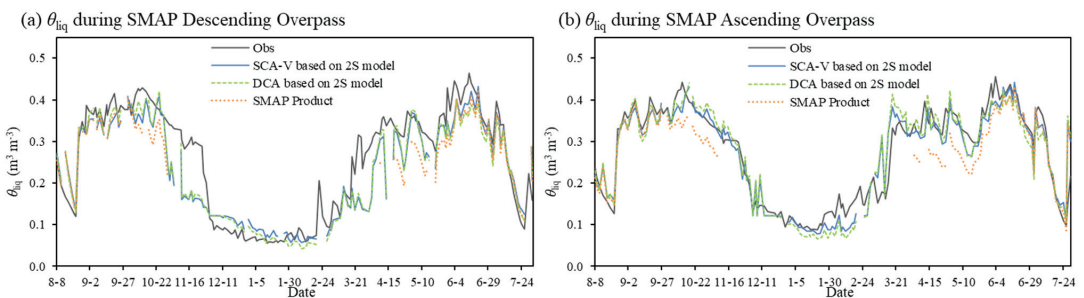 (a) θliq during SMAP Descending Overpass
0.5
0.4
0.3
0.2
0.1
0.0
θliq (m³ m⁻³)
Obs
SCA-V based on 2S model
DCA based on 2S model
SMAP Product
8-8 9-2 9-27 10-22 11-16 12-11 1-5 1-30 2-24 3-21 4-15 5-10 6-4 6-29 7-24
Date
(b) θliq during SMAP Ascending Overpass
0.5
0.4
0.3
0.2
0.1
0.0
θliq (m³ m⁻³)
Obs
SCA-V based on 2S model
DCA based on 2S model
SMAP Product
8-8 9-2 9-27 10-22 11-16 12-11 1-5 1-30 2-24 3-21 4-15 5-10 6-4 6-29 7-24
Date